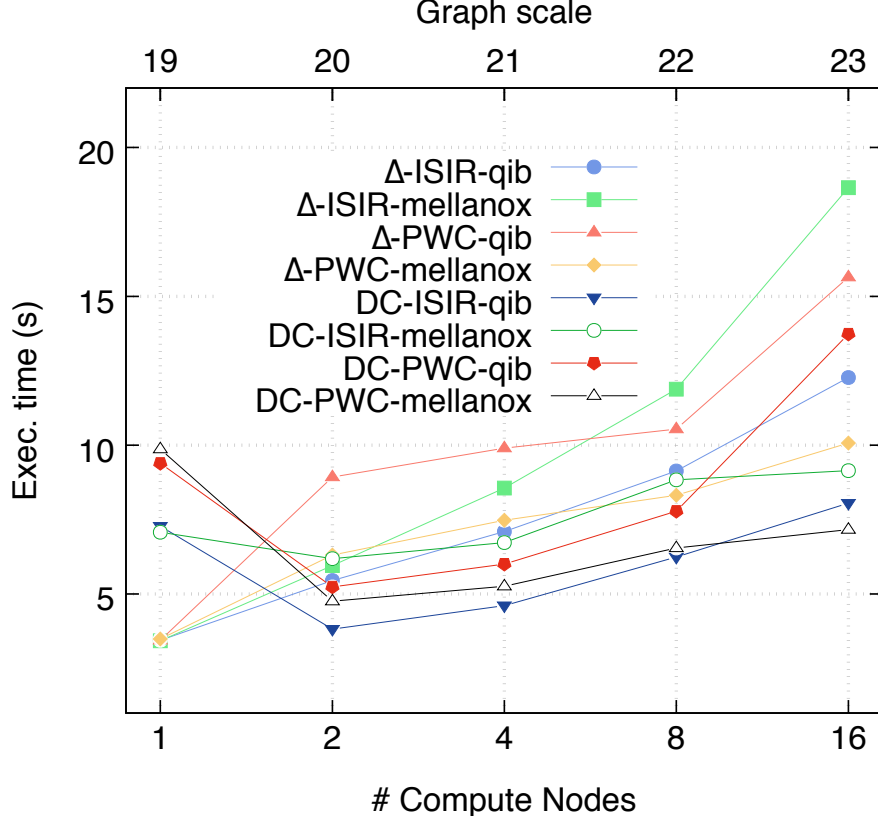 Graph scale
19 20 21 22 23
20
15
10
5
Exec. time (s)
Δ-ISIR-qib
Δ-ISIR-mellanox
Δ-PWC-qib
Δ-PWC-mellanox
DC-ISIR-qib
DC-ISIR-mellanox
DC-PWC-qib
DC-PWC-mellanox
1 2 4 8 16
# Compute Nodes